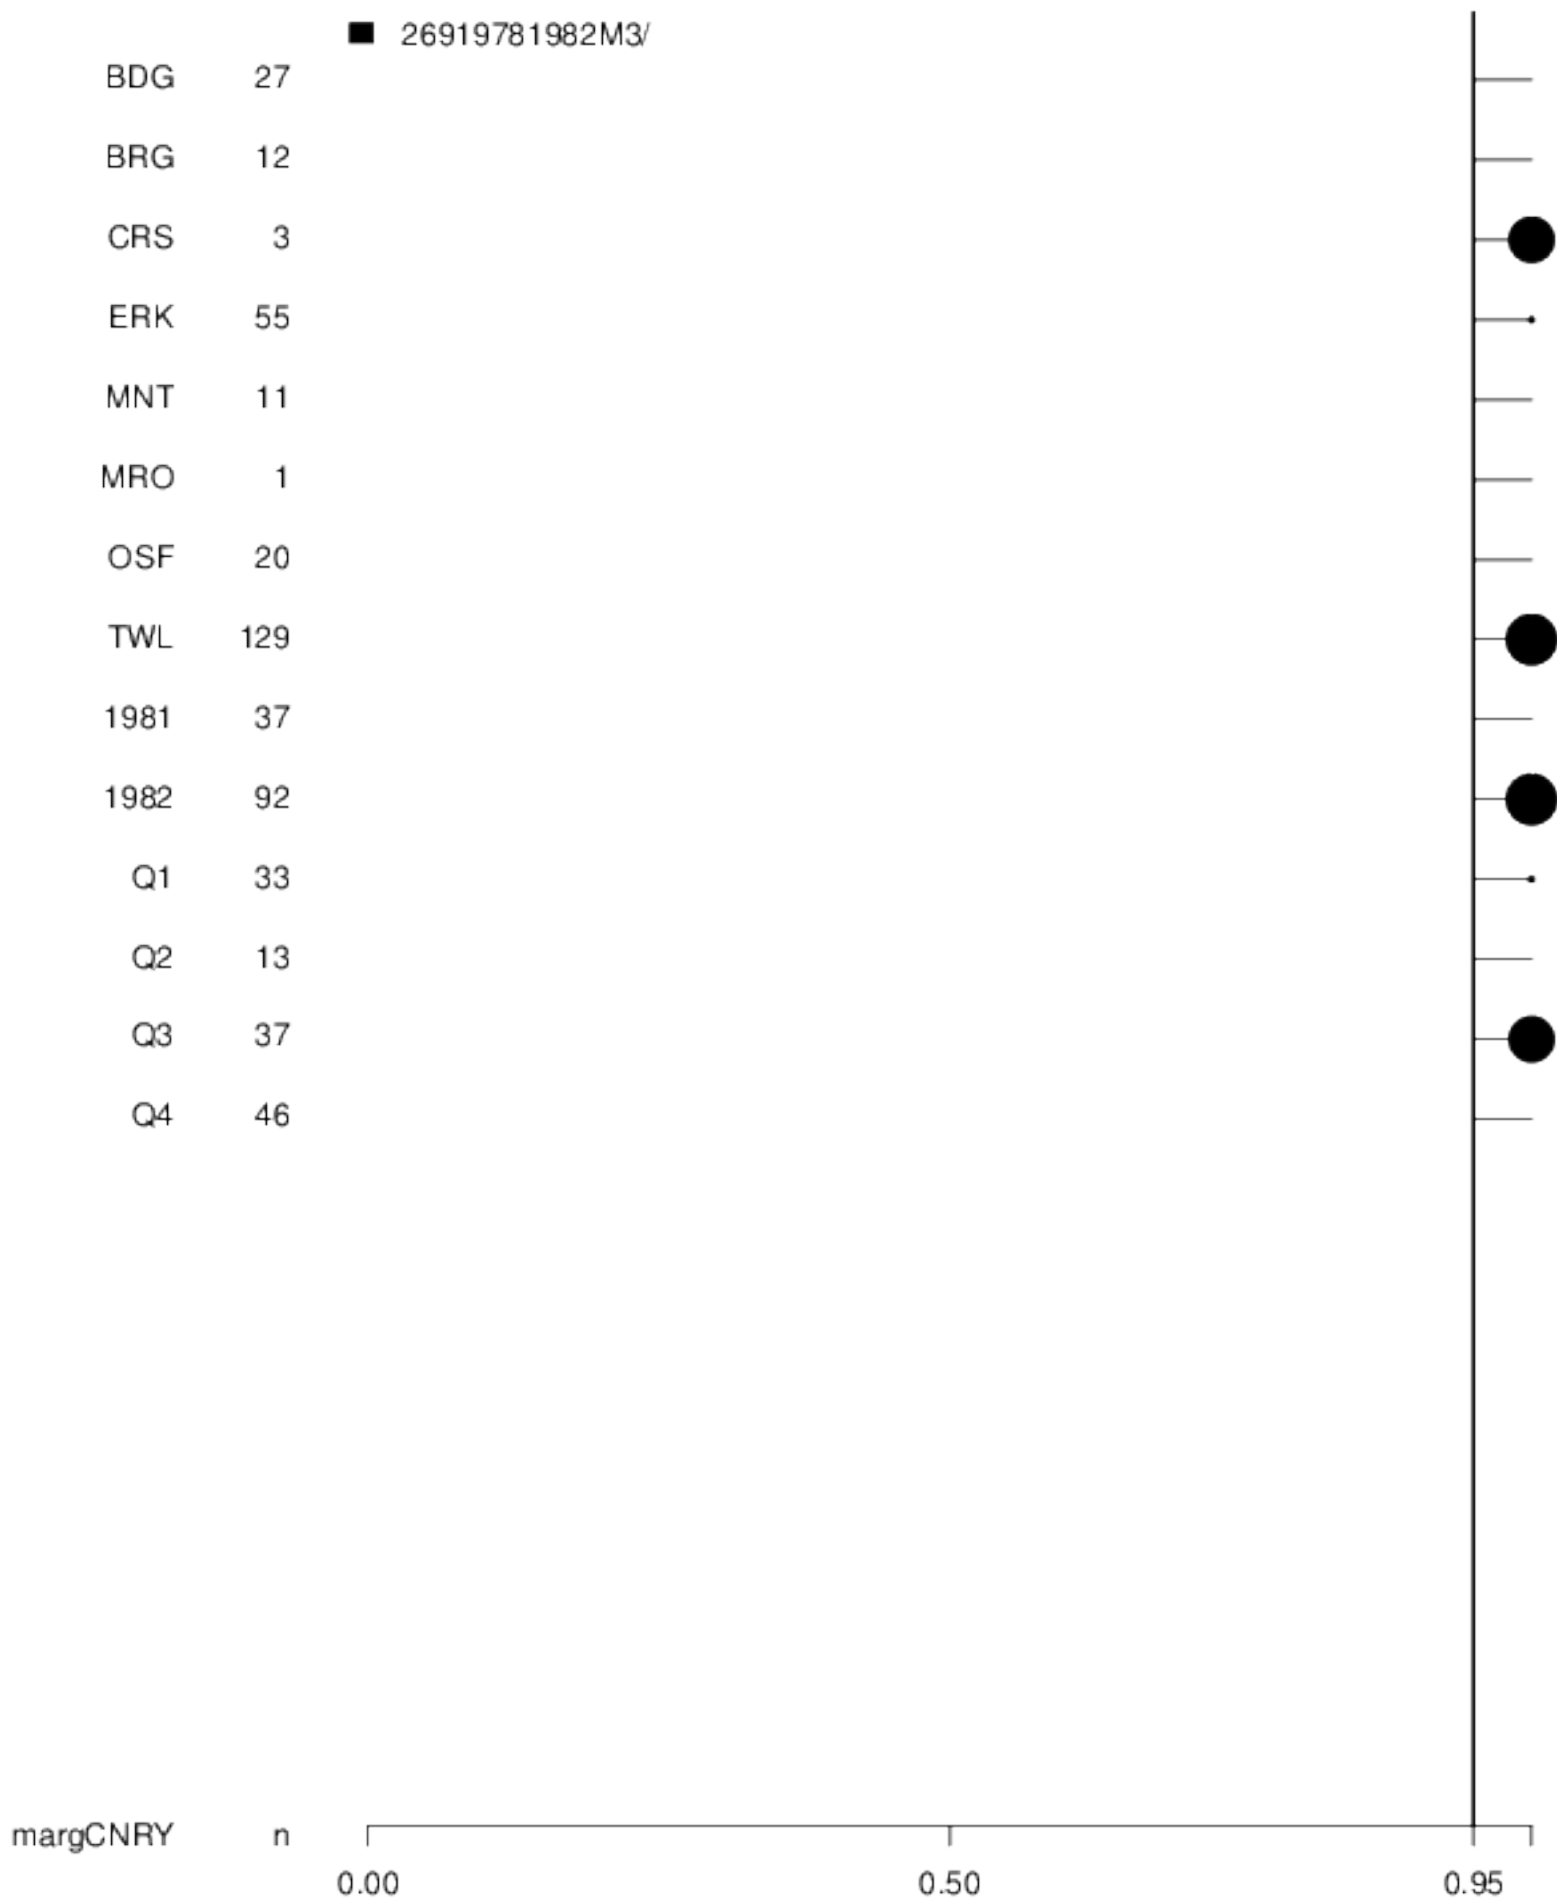 26919781982M3/
BDG 27
BRG 12
CRS 3
ERK 55
MNT 11
MRO 1
OSF 20
TWL 129
1981 37
1982 92
Q1 33
Q2 13
Q3 37
Q4 46
margCNRY n
0.00 0.50 0.95